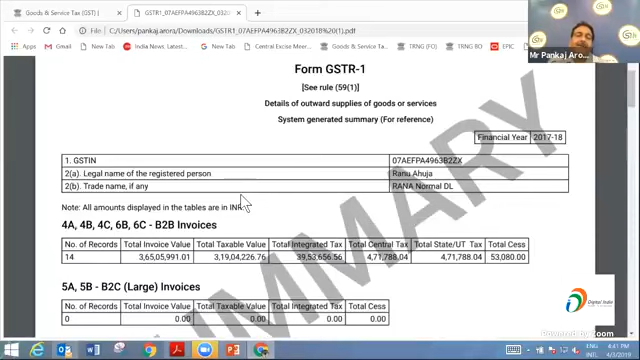 Goods & Services Tax (GST)
GSTR1_07AEFPA4963B2ZX_032018
C:/Users/pankaj.arora/Downloads/GSTR1_07AEFPA4963B2ZX_032018%20(1).pdf
Apps
New Tab
India News, Latest
New Tab
Central Excise Mee
Goods & Service Ta
TRNG (FO)
TRNG BO
EPIC
Mr Pankaj Aro...
Form GSTR-1
[See rule (59(1)]
Details of outward supplies of goods or services
System generated summary (For reference)
Financial Year 2017-18
1. GSTIN 07AEFPA4963B2ZX
2(a). Legal name of the registered person Ranu Ahuja
2(b). Trade name, if any RANA Normal DL
Note: All amounts displayed in the tables are in INR
4A, 4B, 4C, 6B, 6C - B2B Invoices
No. of Records Total Invoice Value Total Taxable Value Total Integrated Tax Total Central Tax Total State/UT Tax Total Cess
14 3,65,05,991.01 3,19,04,226.76 39,53,656.56 4,71,788.04 4,71,788.04 53,080.00
5A, 5B - B2C (Large) Invoices
No. of Records Total Invoice Value Total Taxable Value Total Integrated Tax Total Cess
0 0.00 0.00 0.00 0.00
SUMMARY
Digital India
Recorded by Zoom
ENG 4:41 PM
INTL 4/3/2019